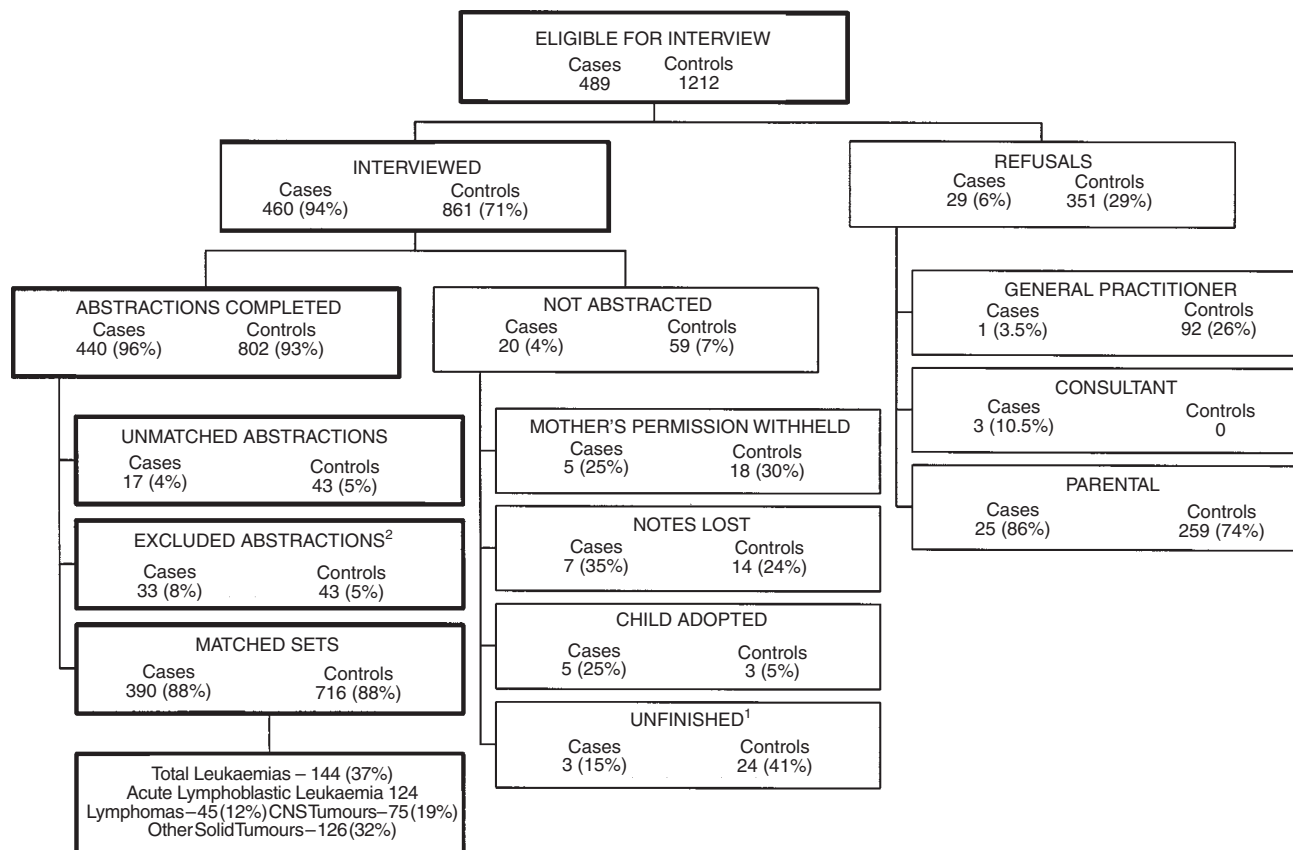 ELIGIBLE FOR INTERVIEW
Cases Controls
489 1212
INTERVIEWED
Cases Controls
460 (94%) 861 (71%)
REFUSALS
Cases Controls
29 (6%) 351 (29%)
ABSTRACTIONS COMPLETED
Cases Controls
440 (96%) 802 (93%)
NOT ABSTRACTED
Cases Controls
20 (4%) 59 (7%)
GENERAL PRACTITIONER
Cases Controls
1 (3.5%) 92 (26%)
CONSULTANT
Cases Controls
3 (10.5%) 0
PARENTAL
Cases Controls
25 (86%) 259 (74%)
UNMATCHED ABSTRACTIONS
Cases Controls
17 (4%) 43 (5%)
EXCLUDED ABSTRACTIONS²
Cases Controls
33 (8%) 43 (5%)
MATCHED SETS
Cases Controls
390 (88%) 716 (88%)
Total Leukaemias – 144 (37%)
Acute Lymphoblastic Leukaemia 124
Lymphomas–45 (12%) CNS Tumours–75 (19%)
Other Solid Tumours–126 (32%)
MOTHER'S PERMISSION WITHHELD
Cases Controls
5 (25%) 18 (30%)
NOTES LOST
Cases Controls
7 (35%) 14 (24%)
CHILD ADOPTED
Cases Controls
5 (25%) 3 (5%)
UNFINISHED¹
Cases Controls
3 (15%) 24 (41%)